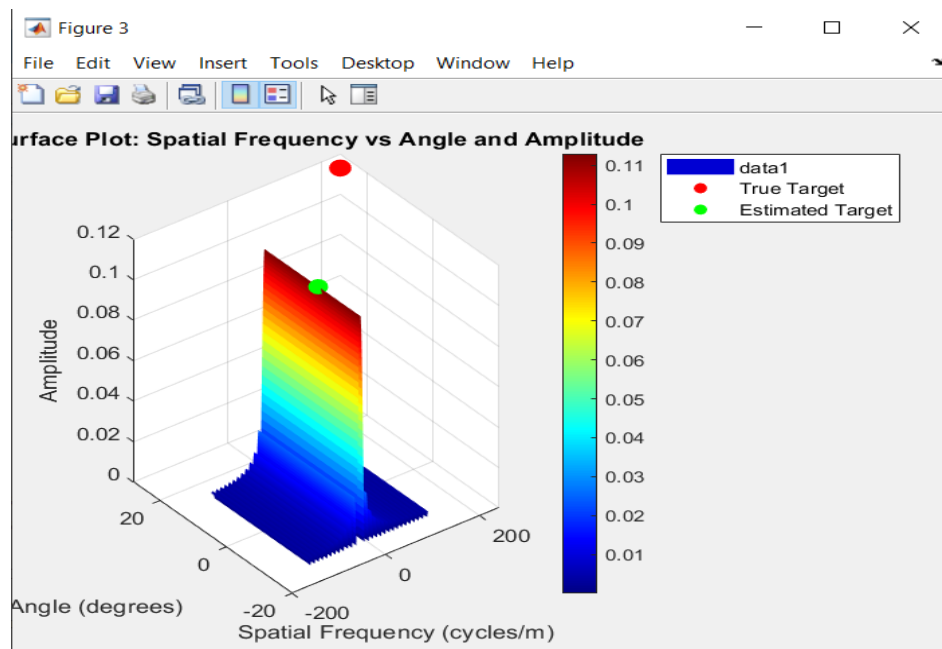 Figure 3
File Edit View Insert Tools Desktop Window Help
urface Plot: Spatial Frequency vs Angle and Amplitude
data1
True Target
Estimated Target
0.12
0.1
0.08
0.06
0.04
0.02
0
Amplitude
20
0
-20
Angle (degrees)
-200
0
200
Spatial Frequency (cycles/m)
0.11
0.1
0.09
0.08
0.07
0.06
0.05
0.04
0.03
0.02
0.01